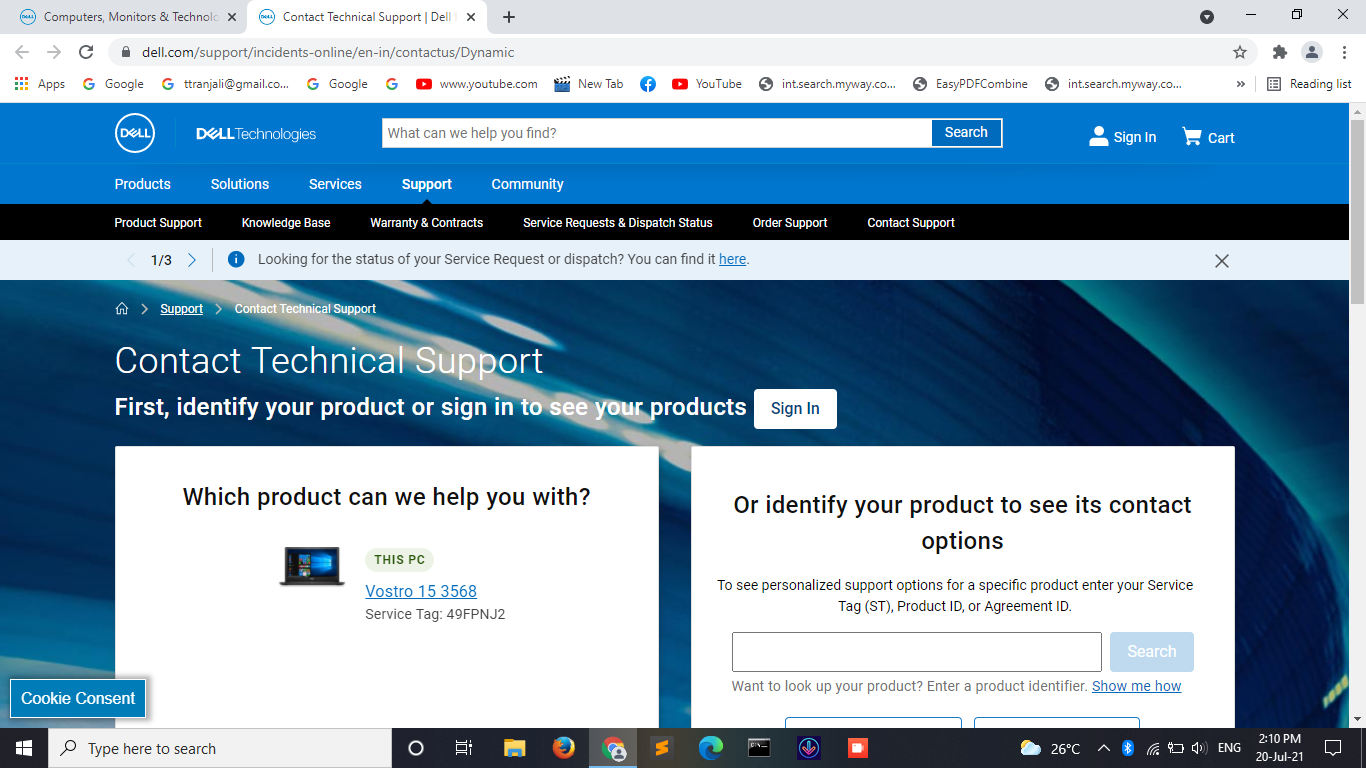 Computers, Monitors & Technolo
Contact Technical Support | Dell
dell.com/support/incidents-online/en-in/contactus/Dynamic
Apps
Google
ttranjali@gmail.co...
Google
www.youtube.com
New Tab
YouTube
int.search.myway.co...
EasyPDFCombine
int.search.myway.co...
»
Reading list
DELL
DELLTechnologies
What can we help you find?
Search
Sign In
Cart
Products
Solutions
Services
Support
Community
Product Support
Knowledge Base
Warranty & Contracts
Service Requests & Dispatch Status
Order Support
Contact Support
1/3
Looking for the status of your Service Request or dispatch? You can find it here.
Support
Contact Technical Support
Contact Technical Support
First, identify your product or sign in to see your products
Sign In
Which product can we help you with?
THIS PC
Vostro 15 3568
Service Tag: 49FPNJ2
Or identify your product to see its contact
options
To see personalized support options for a specific product enter your Service
Tag (ST), Product ID, or Agreement ID.
Search
Want to look up your product? Enter a product identifier. Show me how
Cookie Consent
Type here to search
26°C
ENG
2:10 PM
20-Jul-21